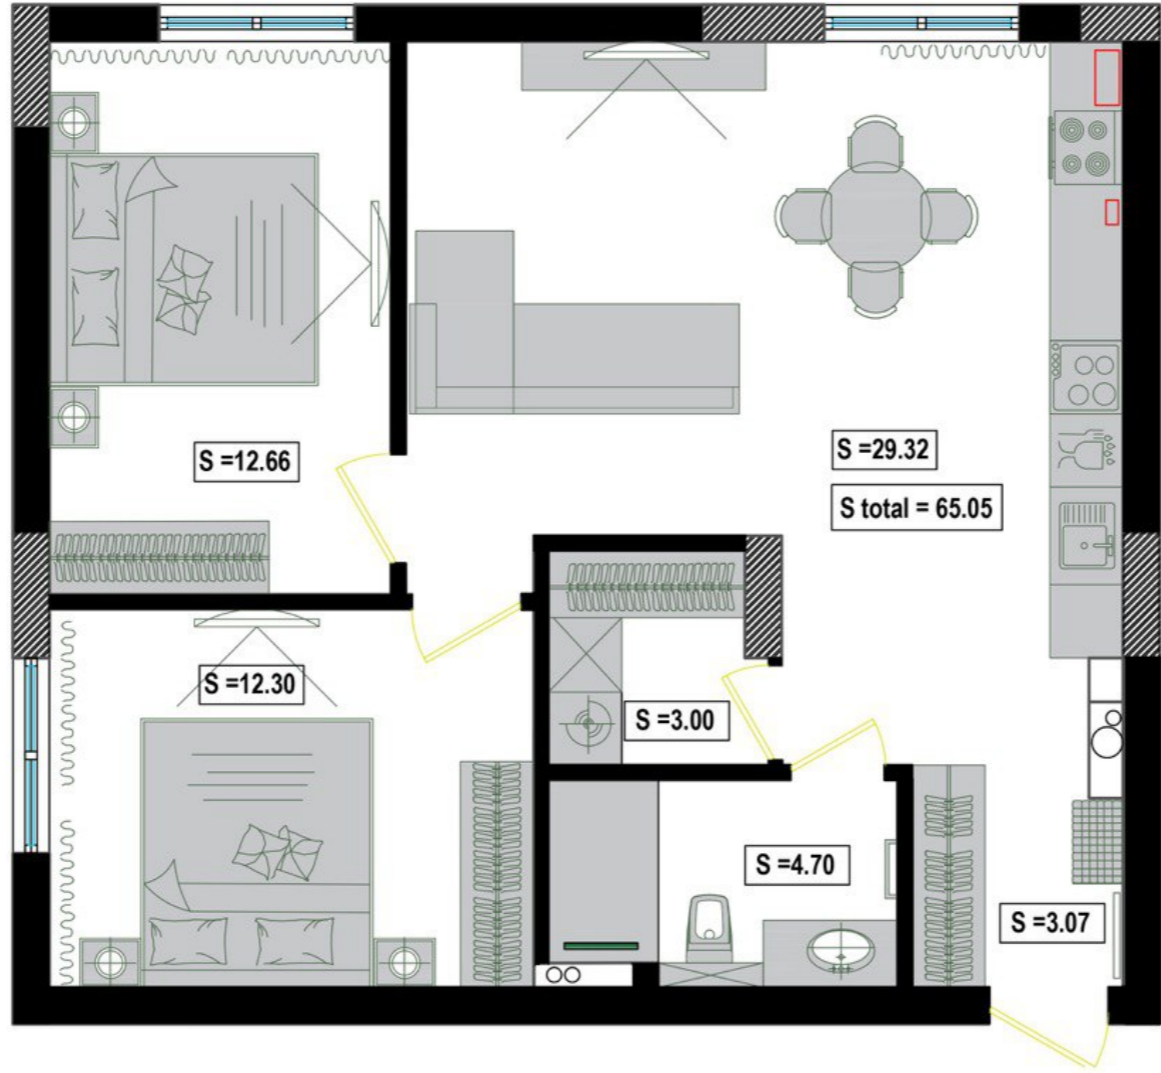 S =12.66
S =29.32
S total = 65.05
S =12.30
S =3.00
S =4.70
S =3.07